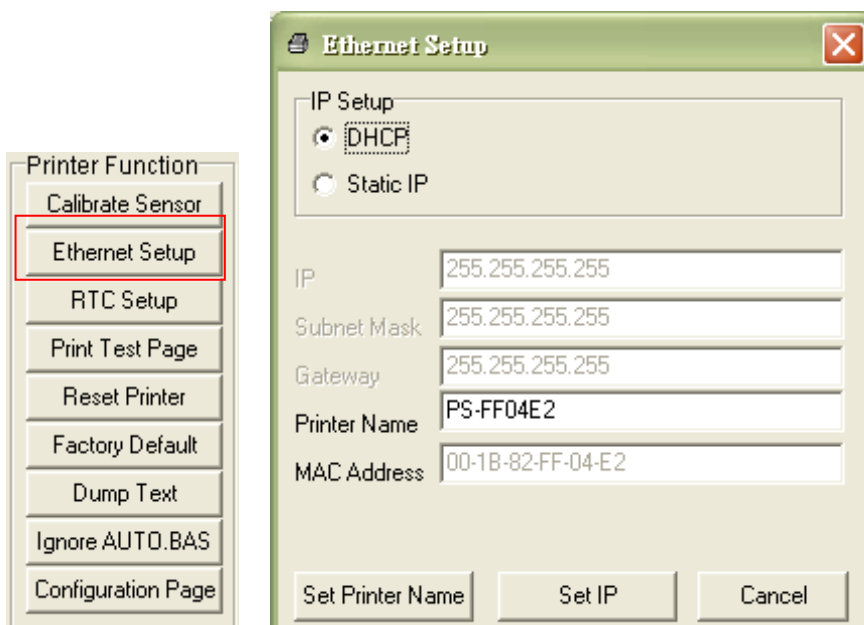 Printer Function
Calibrate Sensor
Ethernet Setup
RTC Setup
Print Test Page
Reset Printer
Factory Default
Dump Text
Ignore AUTO.BAS
Configuration Page
Ethernet Setup
IP Setup
DHCP
Static IP
IP 255.255.255.255
Subnet Mask 255.255.255.255
Gateway 255.255.255.255
Printer Name PS-FF04E2
MAC Address 00-1B-82-FF-04-E2
Set Printer Name Set IP Cancel